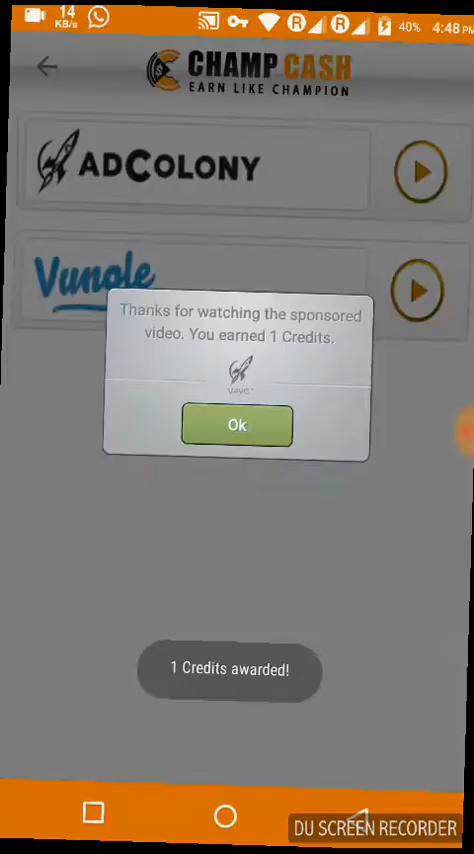 14
KB/s
R
R
40%
4:48 PM
CHAMP CASH
EARN LIKE CHAMPION
ADCOLONY
Vungle
Thanks for watching the sponsored
video. You earned 1 Credits.
V4VC
Ok
1 Credits awarded!
DU SCREEN RECORDER